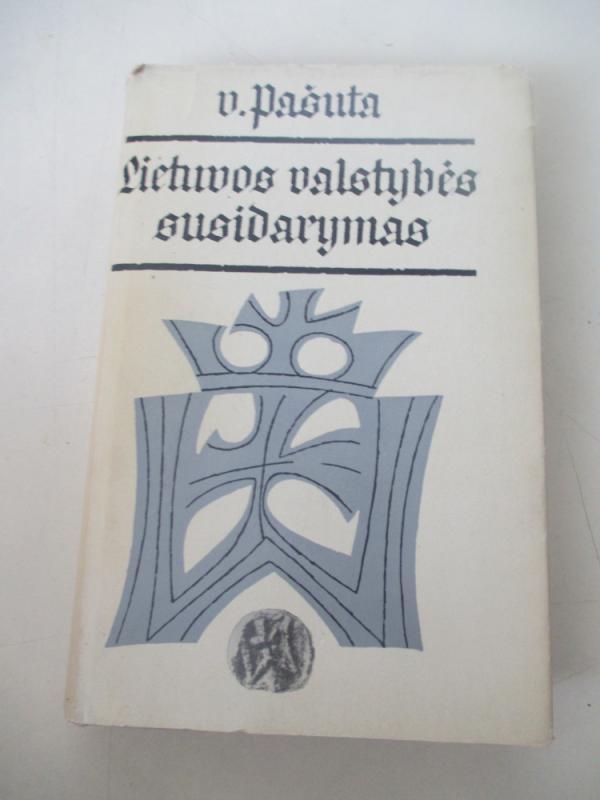 v. Pašuta
Lietuvos valstybės
susidarymas